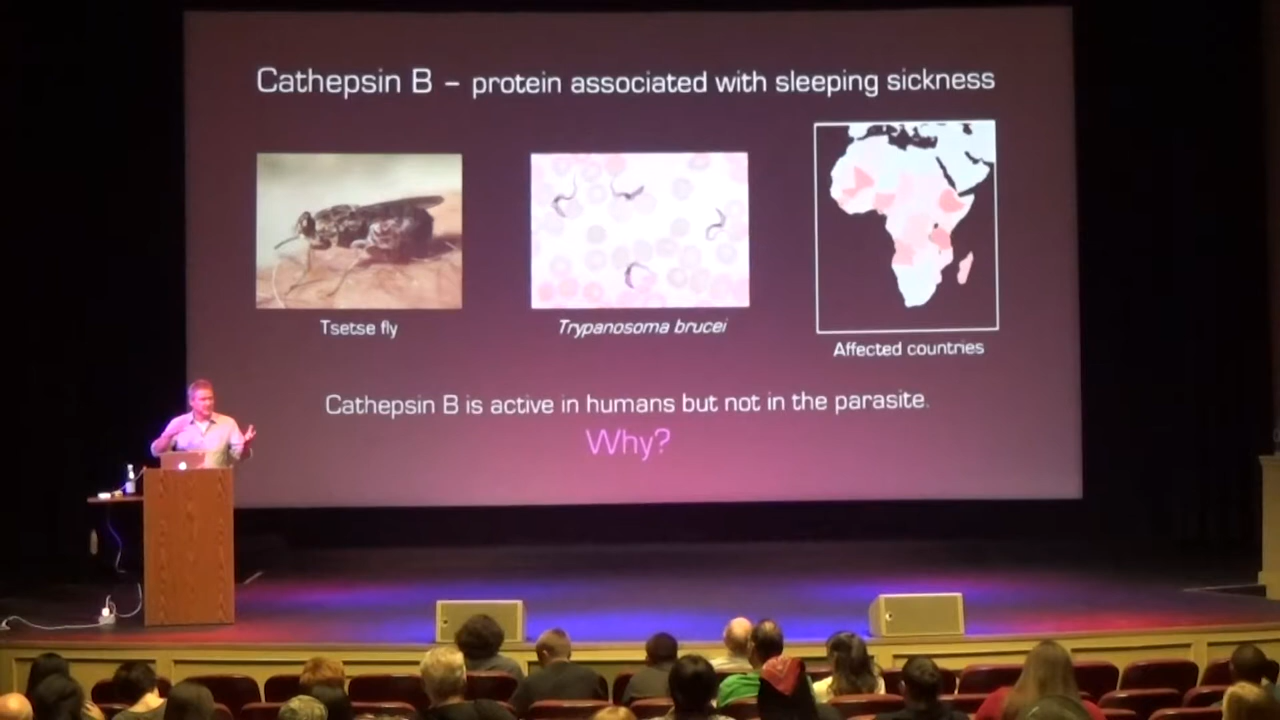 Cathepsin B – protein associated with sleeping sickness
Tsetse fly
Trypanosoma brucei
Affected countries
Cathepsin B is active in humans but not in the parasite.
Why?